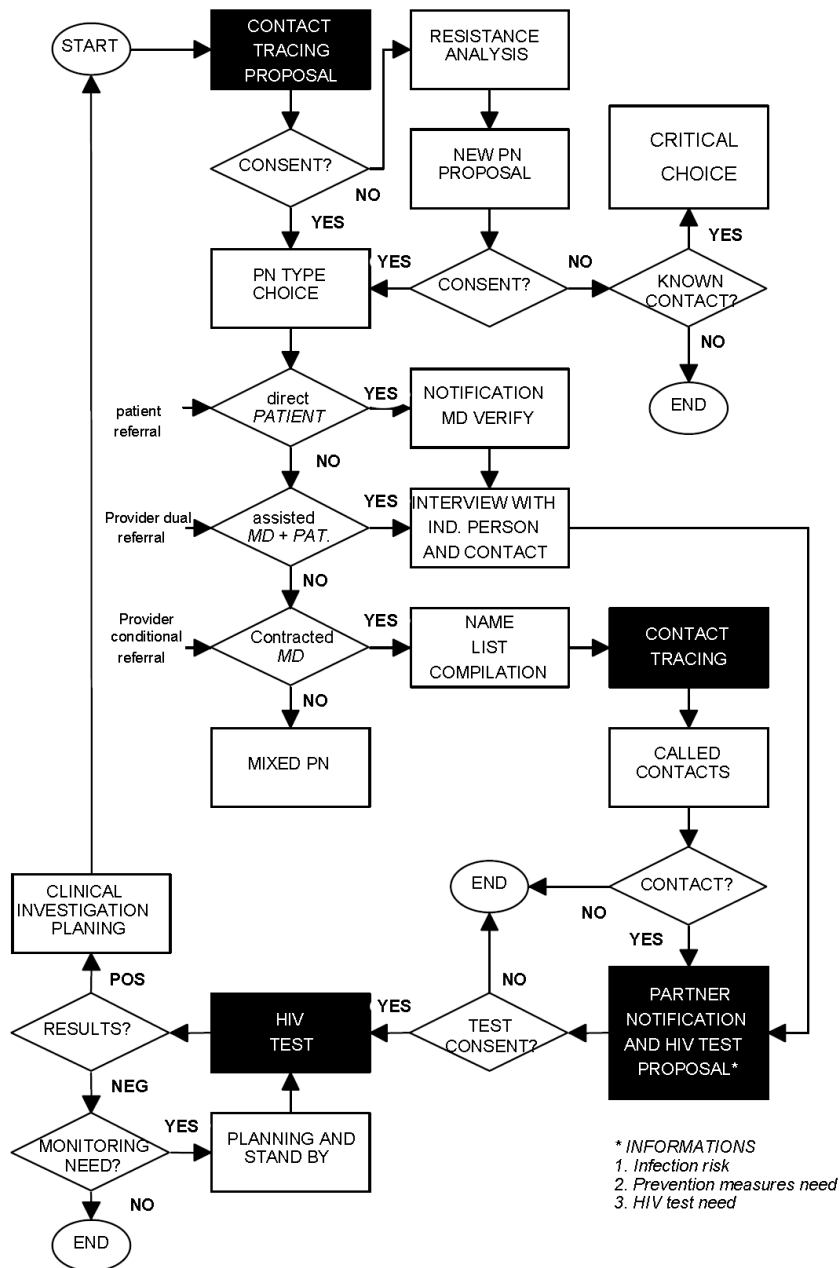 START
CONTACT
TRACING
PROPOSAL
RESISTANCE
ANALYSIS
CONSENT?
NO
YES
NEW PN
PROPOSAL
CRITICAL
CHOICE
YES
PN TYPE
CHOICE
YES
CONSENT?
NO
KNOWN
CONTACT?
NO
END
patient
referral
direct
PATIENT
YES
NOTIFICATION
MD VERIFY
NO
Provider dual
referral
assisted
MD + PAT.
YES
INTERVIEW WITH
IND. PERSON
AND CONTACT
NO
Provider
conditional
referral
Contracted
MD
YES
NAME
LIST
COMPILATION
CONTACT
TRACING
NO
MIXED PN
CALLED
CONTACTS
CONTACT?
NO
YES
END
CLINICAL
INVESTIGATION
PLANING
POS
RESULTS?
NEG
HIV
TEST
YES
TEST
CONSENT?
NO
PARTNER
NOTIFICATION
AND HIV TEST
PROPOSAL*
MONITORING
NEED?
YES
PLANNING AND
STAND BY
NO
END
* INFORMATIONS
1. Infection risk
2. Prevention measures need
3. HIV test need